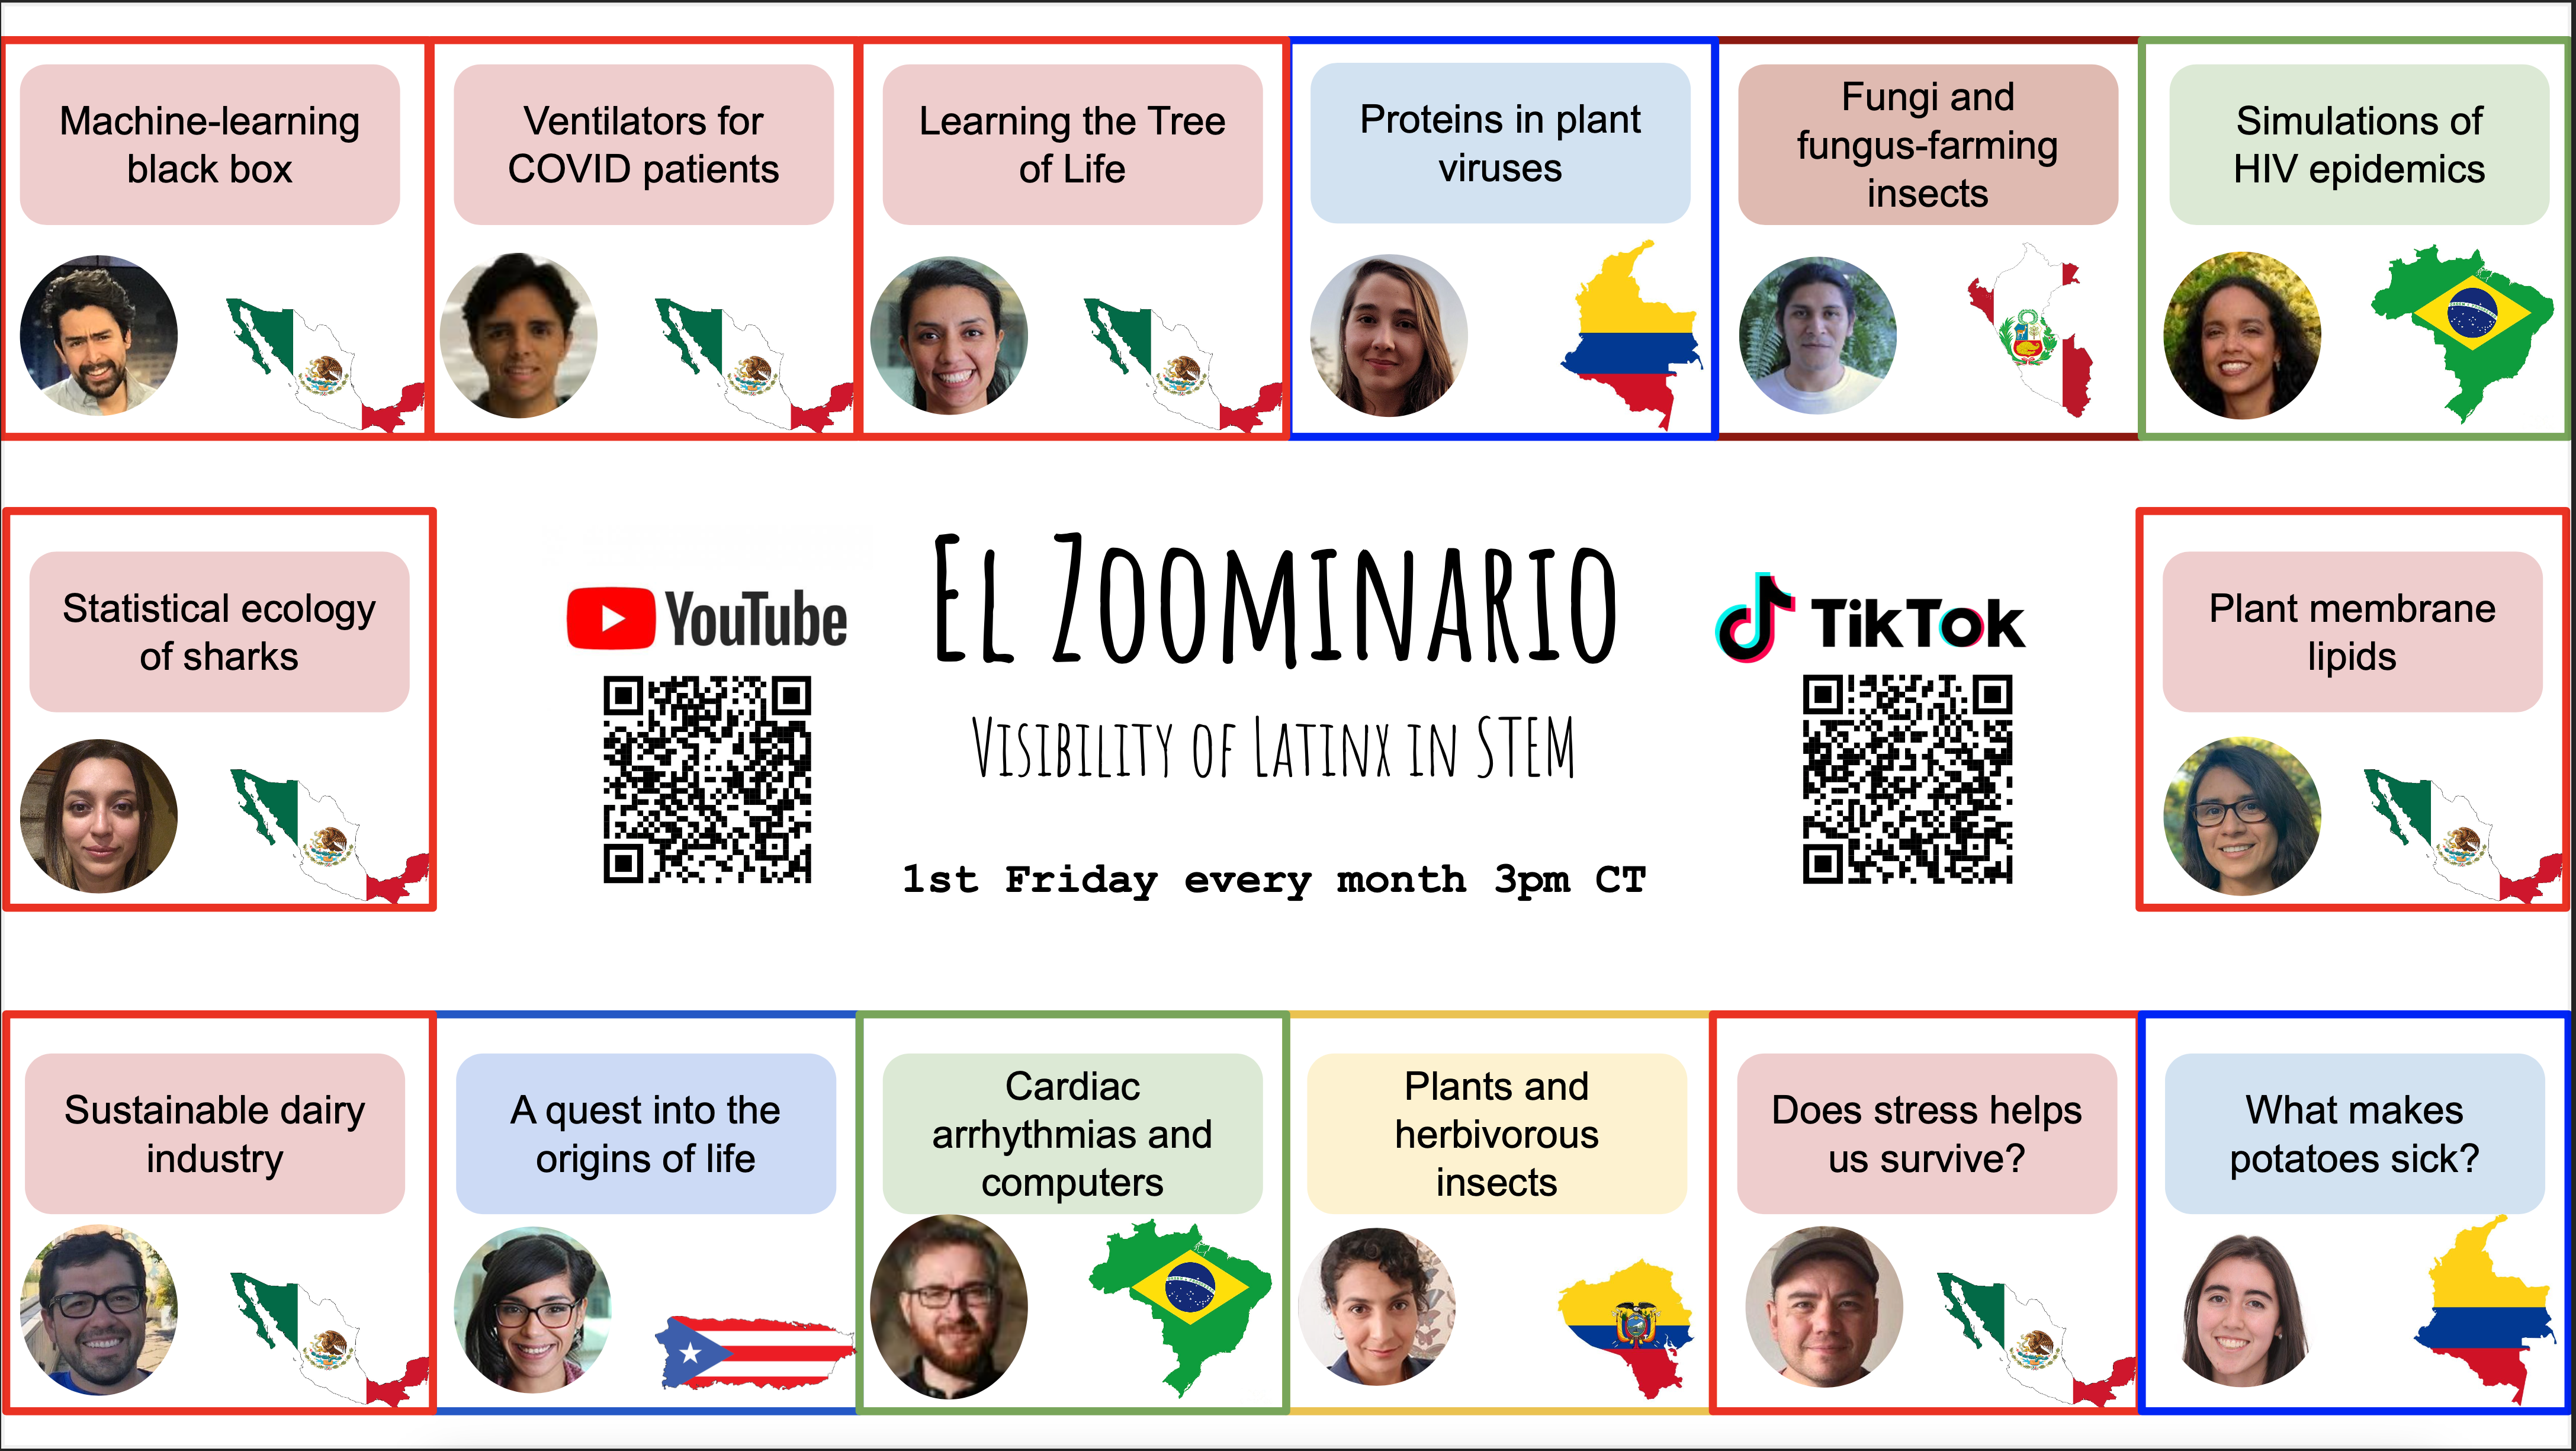 Machine-learning
black box
Ventilators for
COVID patients
Learning the Tree
of Life
Proteins in plant
viruses
Fungi and
fungus-farming
insects
Simulations of
HIV epidemics
Statistical ecology
of sharks
YouTube
EL ZOOMINARIO
VISIBILITY OF LATINX IN STEM
1st Friday every month 3pm CT
TikTok
Plant membrane
lipids
Sustainable dairy
industry
A quest into the
origins of life
Cardiac
arrhythmias and
computers
Plants and
herbivorous
insects
Does stress helps
us survive?
What makes
potatoes sick?